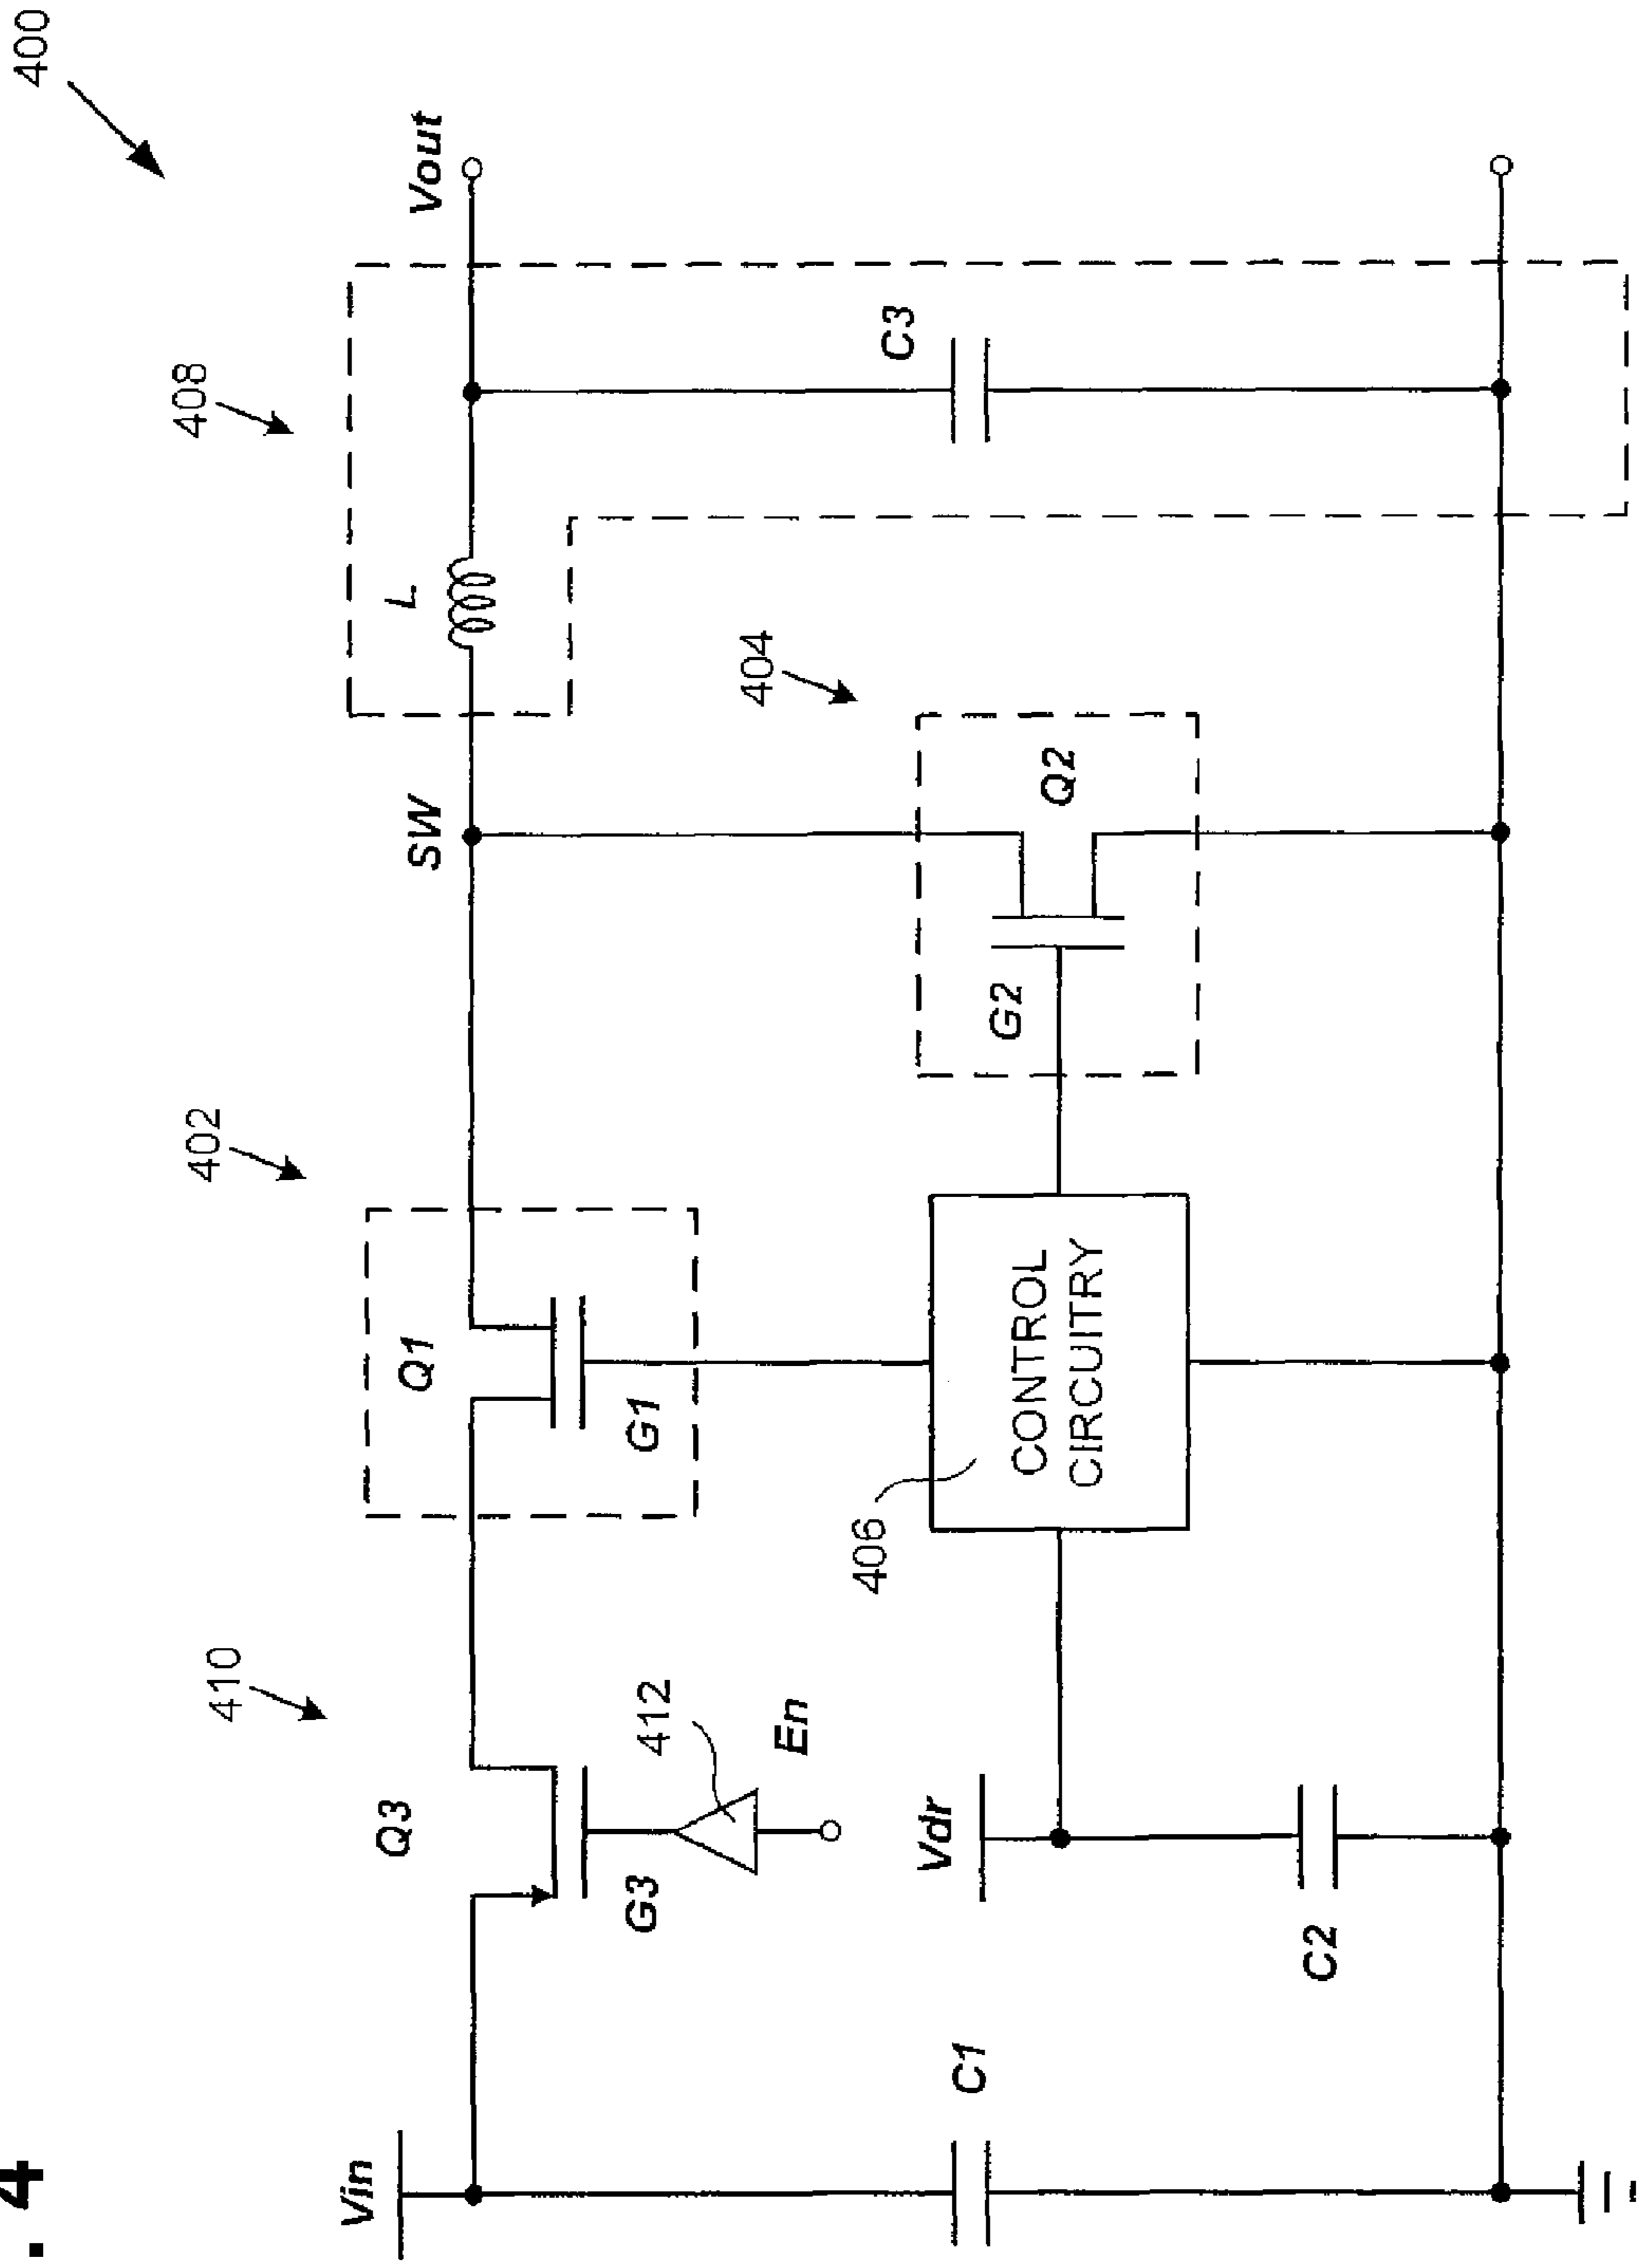 . 4
400
408
402
410
Vin
Q3
Q1
SW
L
Vout
G3
412
En
G1
404
C3
Q2
G2
406
CONTROL
CIRCUITRY
Vdr
C1
C2